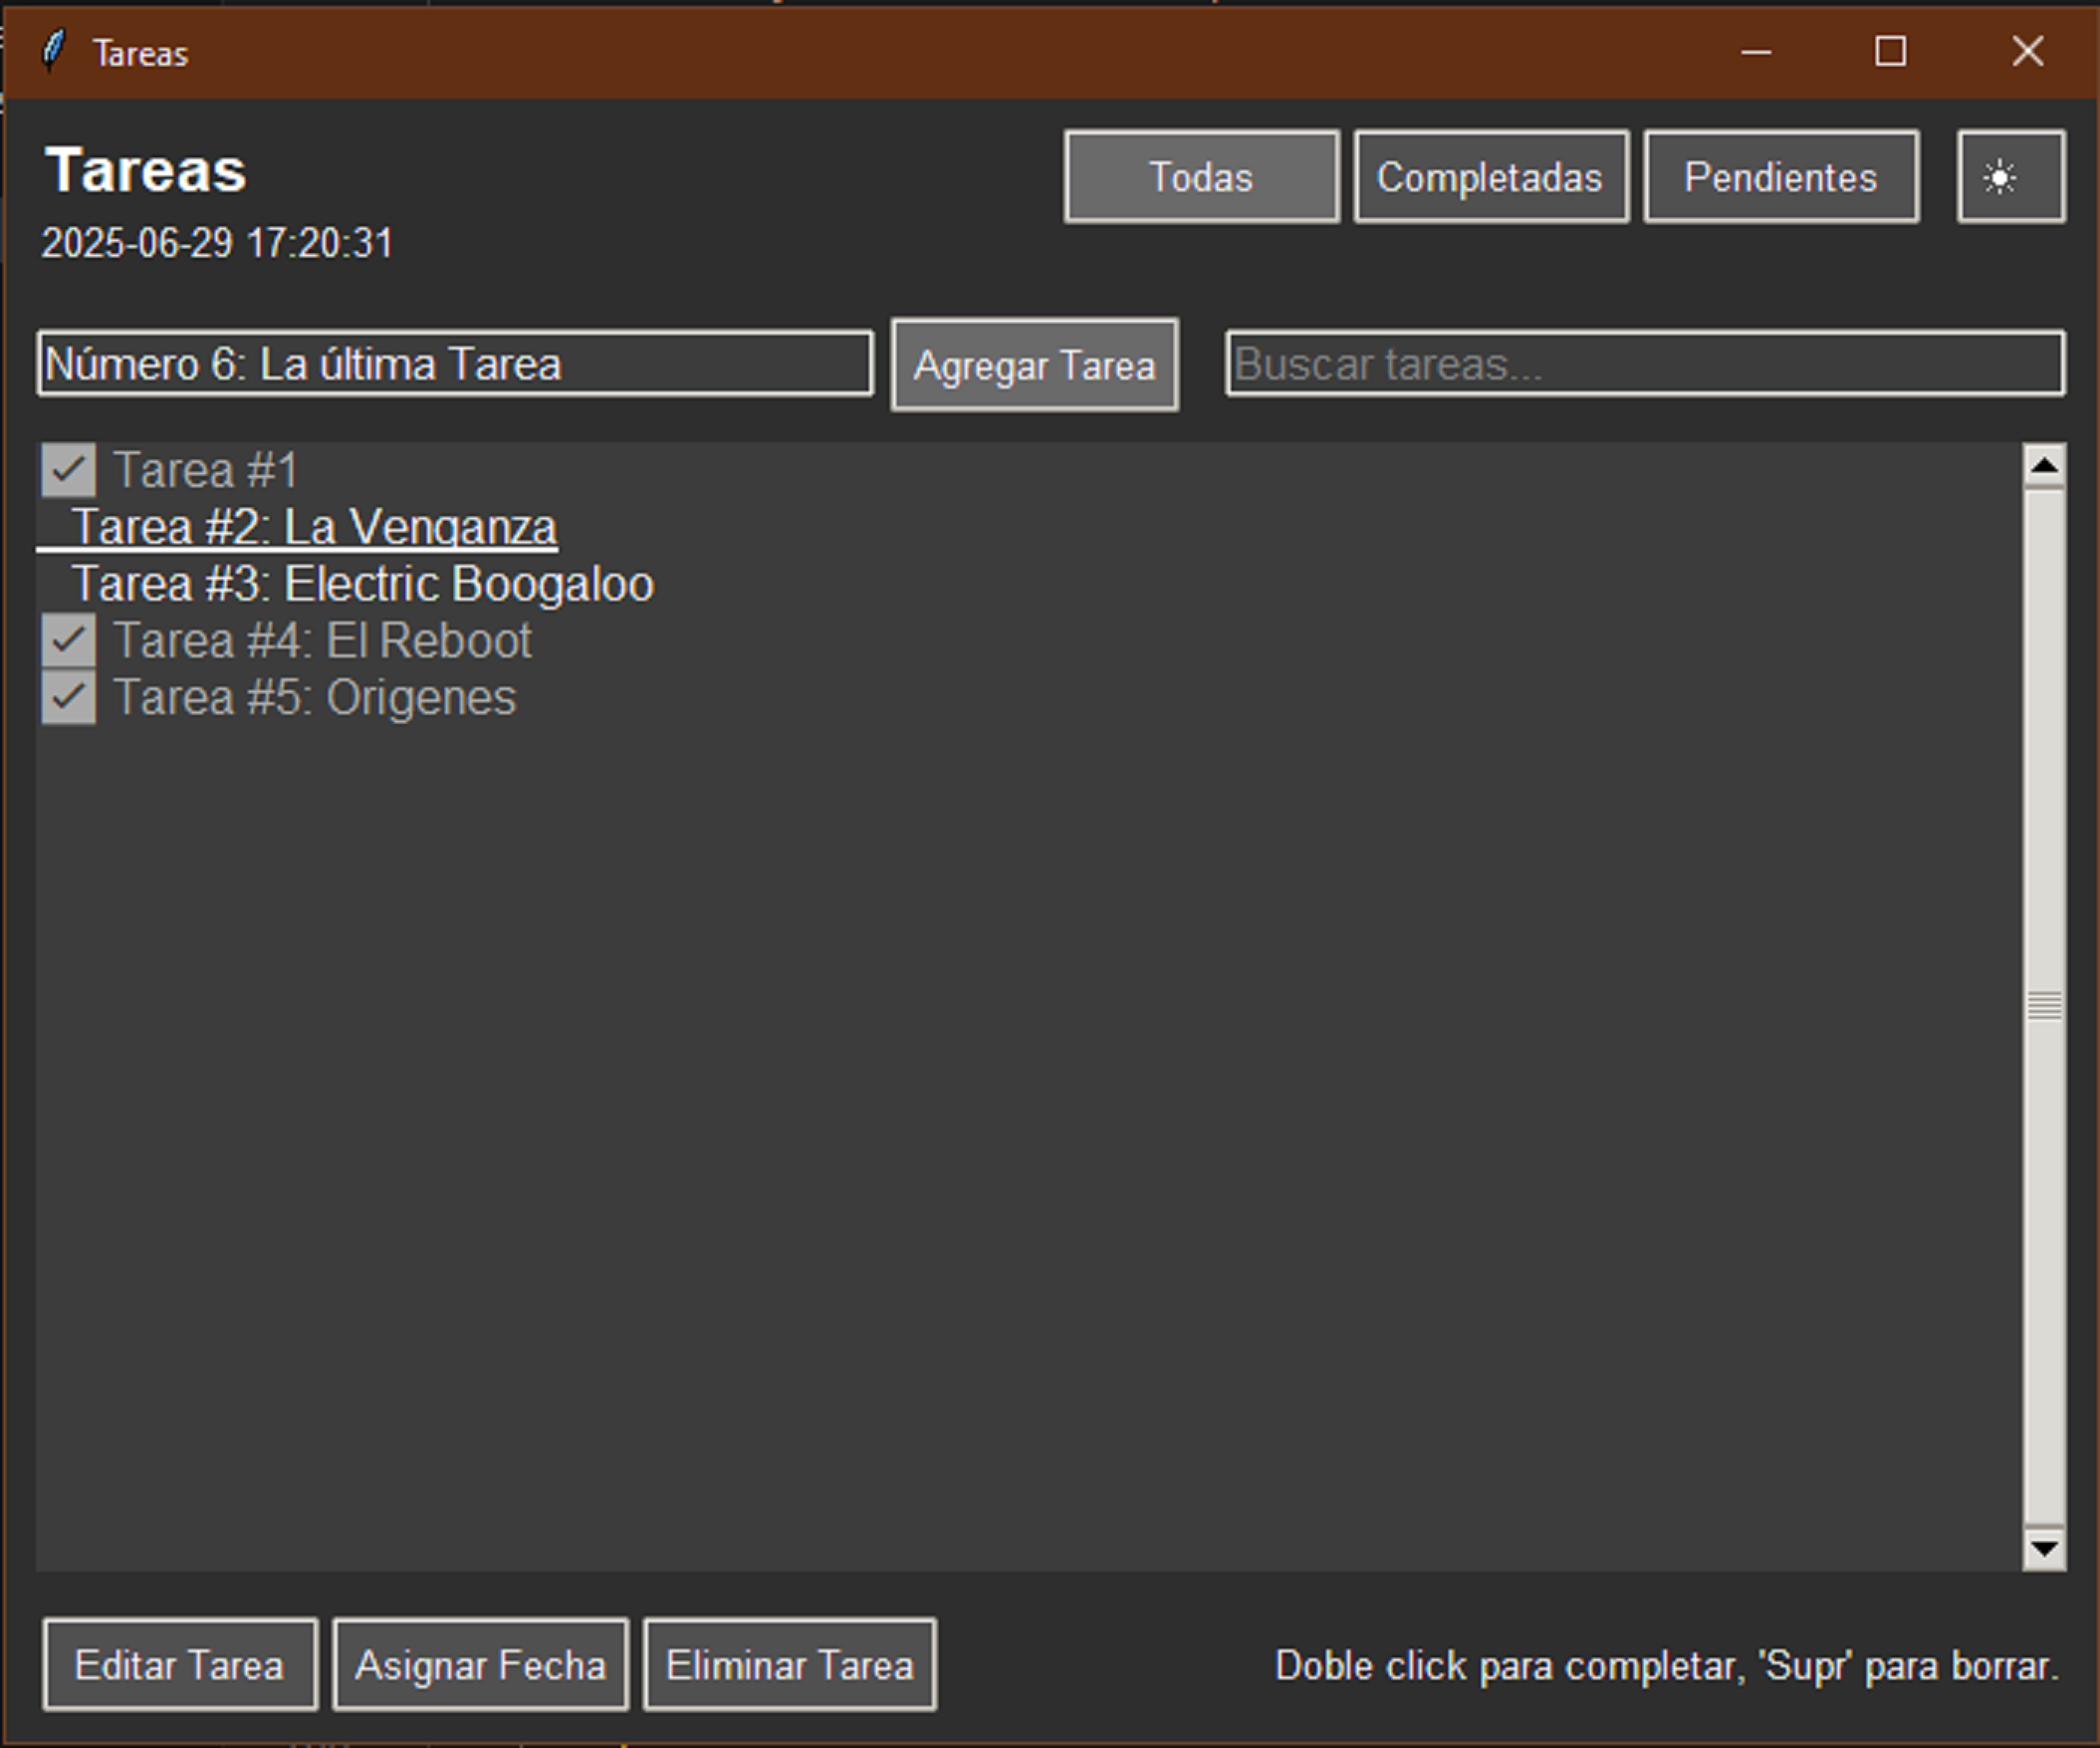 Tareas
Tareas
Todas
Completadas
Pendientes
2025-06-29 17:20:31
Número 6: La última Tarea
Agregar Tarea
Buscar tareas...
Tarea #1
Tarea #2: La Venganza
Tarea #3: Electric Boogaloo
Tarea #4: El Reboot
Tarea #5: Origenes
Editar Tarea
Asignar Fecha
Eliminar Tarea
Doble click para completar, 'Supr' para borrar.